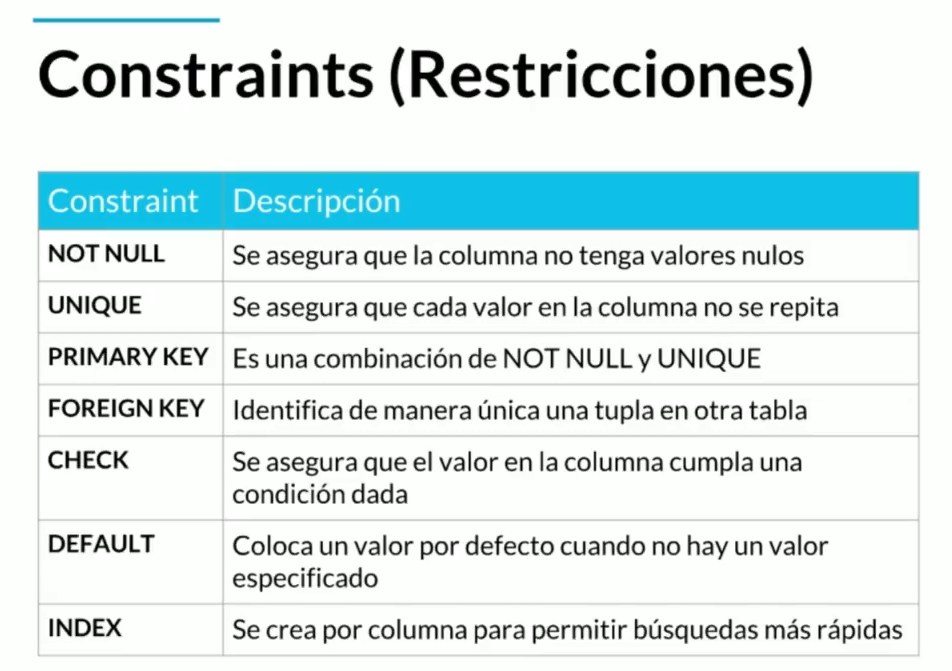 Constraints (Restricciones)
Constraint Descripción
NOT NULL Se asegura que la columna no tenga valores nulos
UNIQUE Se asegura que cada valor en la columna no se repita
PRIMARY KEY Es una combinación de NOT NULL y UNIQUE
FOREIGN KEY Identifica de manera única una tupla en otra tabla
CHECK Se asegura que el valor en la columna cumpla una
condición dada
DEFAULT Coloca un valor por defecto cuando no hay un valor
especificado
INDEX Se crea por columna para permitir búsquedas más rápidas